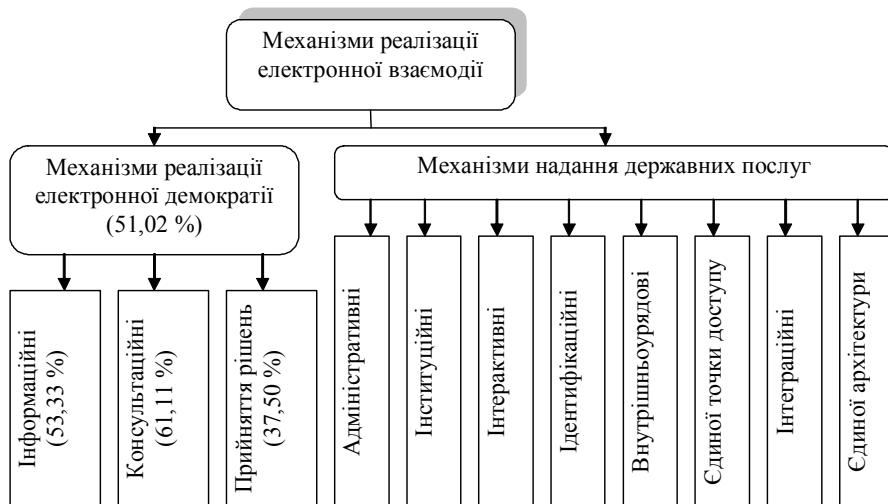 Механізми реалізації
електронної взаємодії
Механізми реалізації
електронної демократії
(51,02 %)
Механізми надання державних послуг
Інформаційні
(53,33 %)
Консультаційні
(61,11 %)
Прийняття рішень
(37,50 %)
Адміністративні
Інституційні
Інтерактивні
Ідентифікаційні
Внутрішньоурядові
Єдиної точки доступу
Інтеграційні
Єдиної архітектури